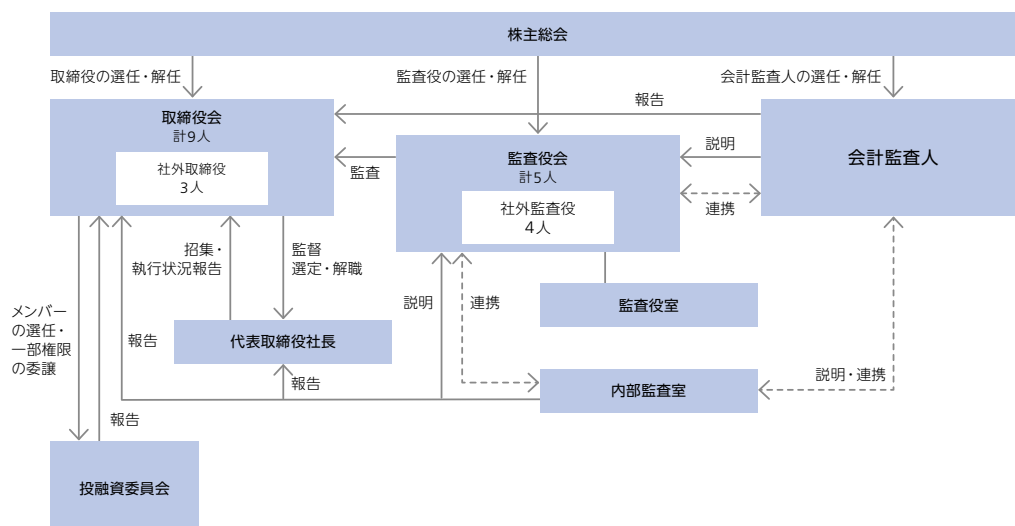 株主総会
取締役の選任・解任
監査役の選任・解任
会計監査人の選任・解任
取締役会
計9人
社外取締役
3人
報告
監査
監査役会
計5人
社外監査役
4人
説明
連携
会計監査人
招集・
執行状況報告
監督
選定・解職
説明
連携
監査役室
メンバー
の選任・
一部権限
の委譲
報告
代表取締役社長
報告
内部監査室
説明・連携
報告
投融資委員会